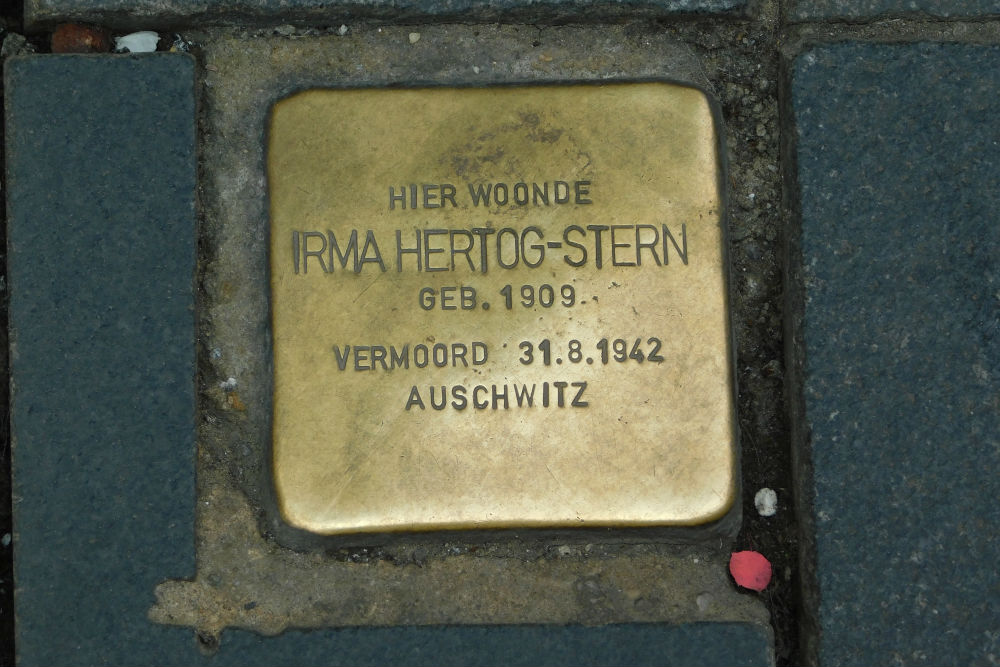 HIER WOONDE
IRMA HERTOG-STERN
GEB. 1909
VERMOORD 31.8.1942
AUSCHWITZ